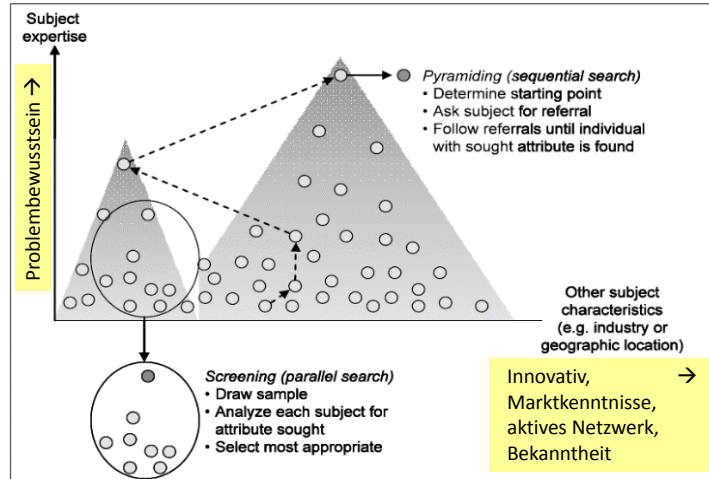 Subject
expertise
Problembewusstsein →
Pyramiding (sequential search)
• Determine starting point
• Ask subject for referral
• Follow referrals until individual
with sought attribute is found
Other subject
characteristics
(e.g. industry or
geographic location)
Screening (parallel search)
• Draw sample
• Analyze each subject for
attribute sought
• Select most appropriate
Innovativ, →
Marktkenntnisse,
aktives Netzwerk,
Bekanntheit